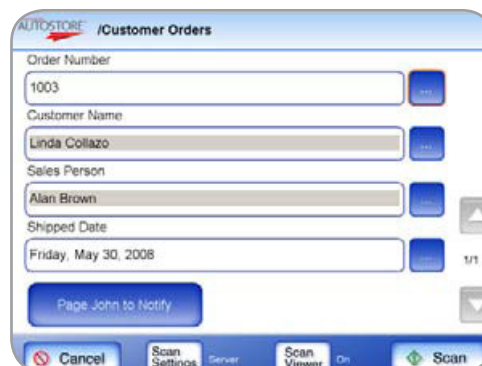 AUTOSTORE /Customer Orders
Order Number
1003 ...
Customer Name
Linda Collazo ...
Sales Person
Alan Brown ...
Shipped Date
Friday, May 30, 2008 ...
1/1
Page John to Notify
Cancel Scan Settings Server Scan Viewer On Scan